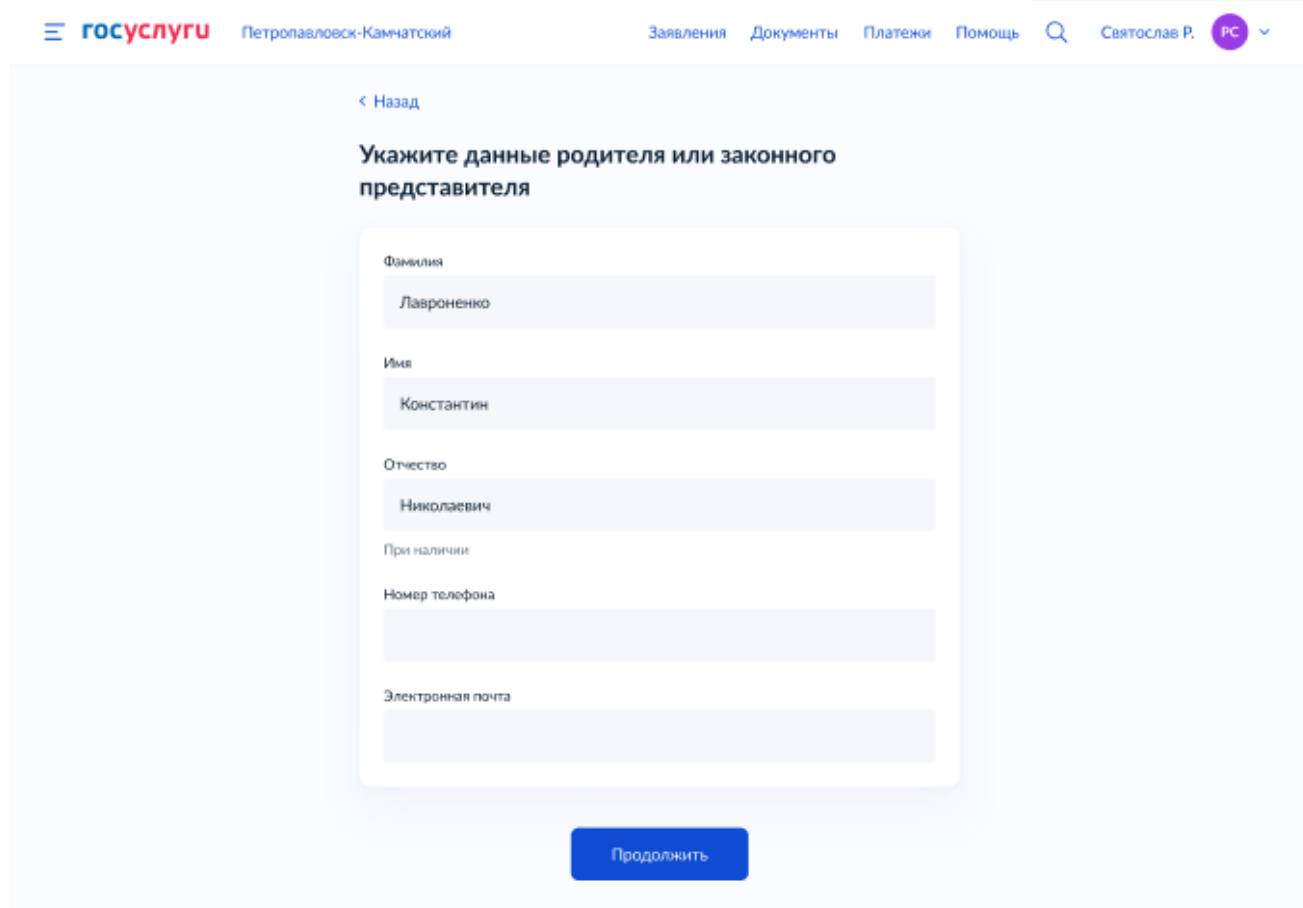 госуслуги Петропавловск-Камчатский Заявления Документы Платежи Помощь Святослав Р. РС
Назад
Укажите данные родителя или законного
представителя
Фамилия
Лавроненко
Имя
Константин
Отчество
Николаевич
При наличии
Номер телефона
Электронная почта
Продолжить